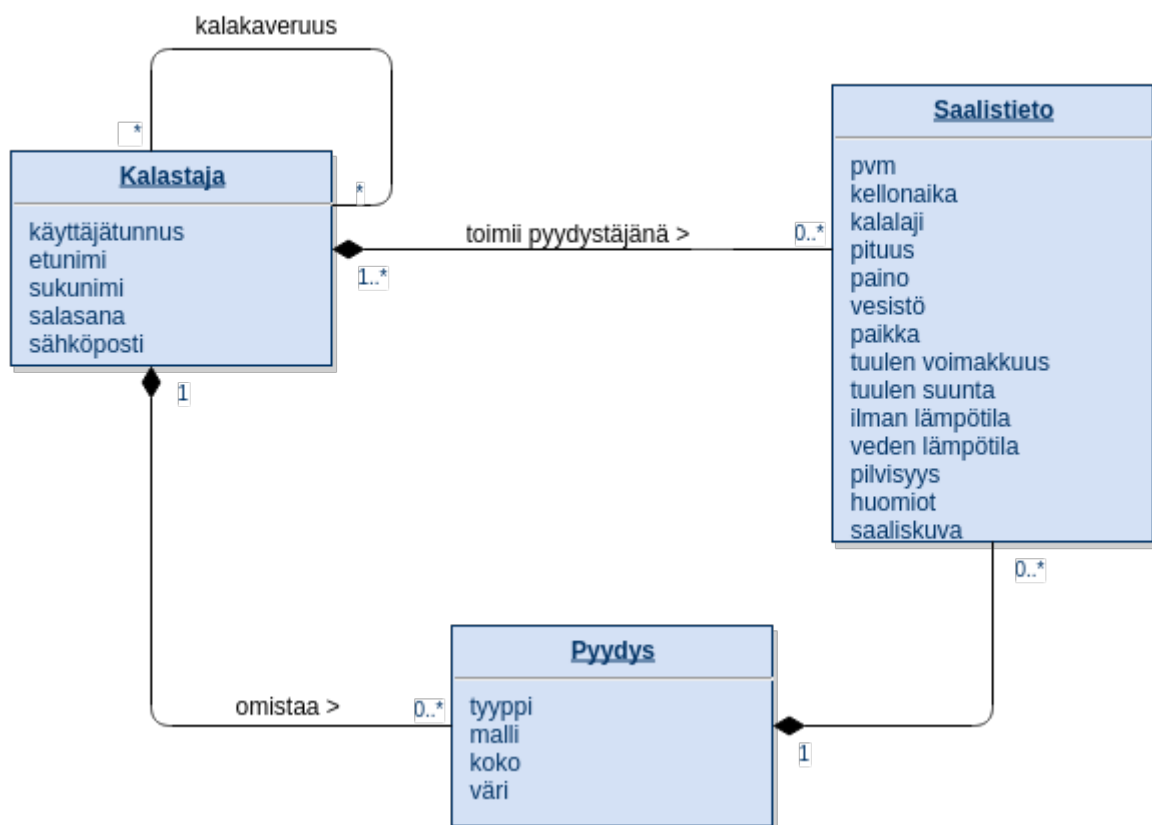 kalakaveruus
*
Kalastaja
*
käyttäjätunnus
etunimi
sukunimi
salasana
sähköposti
toimii pyydystäjänä >
1..*
0..*
1
Saalistieto
pvm
kellonaika
kalalaji
pituus
paino
vesistö
paikka
tuulen voimakkuus
tuulen suunta
ilman lämpötila
veden lämpötila
pilvisyys
huomiot
saaliskuva
0..*
omistaa >
0..*
Pyydys
tyyppi
malli
koko
väri
1